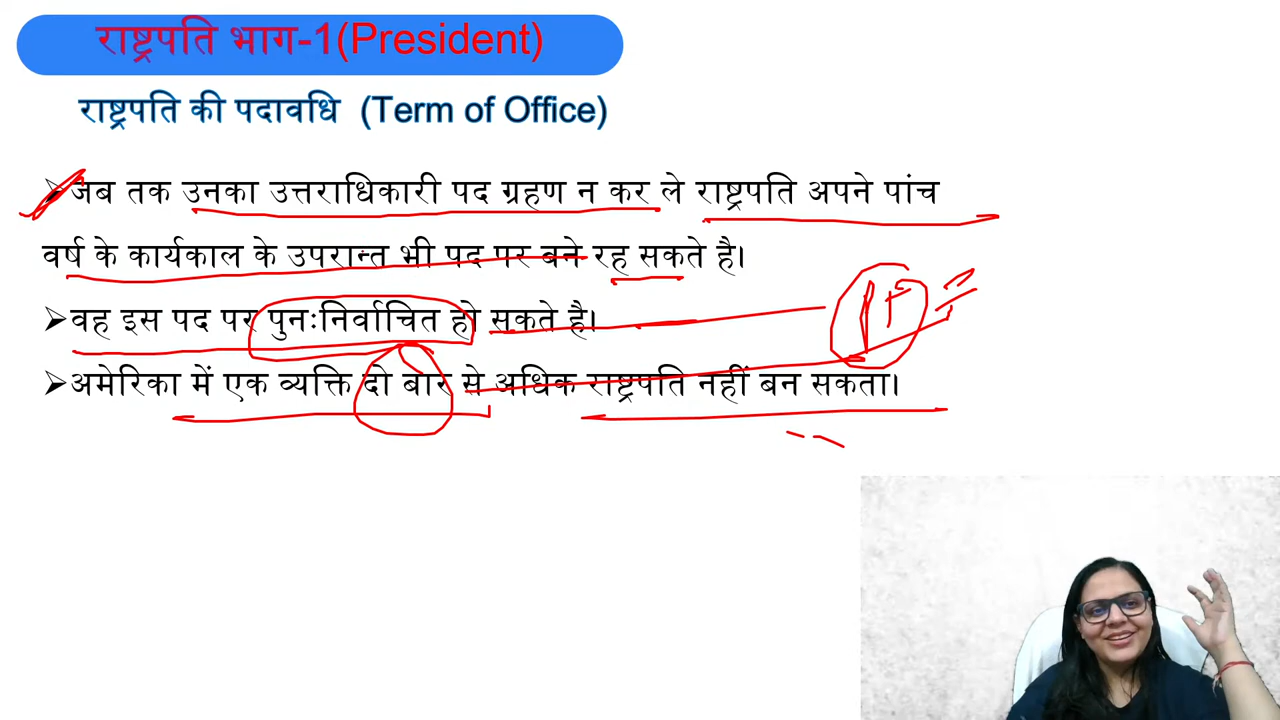 राष्ट्रपति भाग-1(President)
राष्ट्रपति की पदावधि (Term of Office)
➢जब तक उनका उत्तराधिकारी पद ग्रहण न कर ले राष्ट्रपति अपने पांच
वर्ष के कार्यकाल के उपरान्त भी पद पर बने रह सकते है।
➢वह इस पद पर पुनःनिर्वाचित हो सकते है।
➢अमेरिका में एक व्यक्ति दो बार से अधिक राष्ट्रपति नहीं बन सकता।